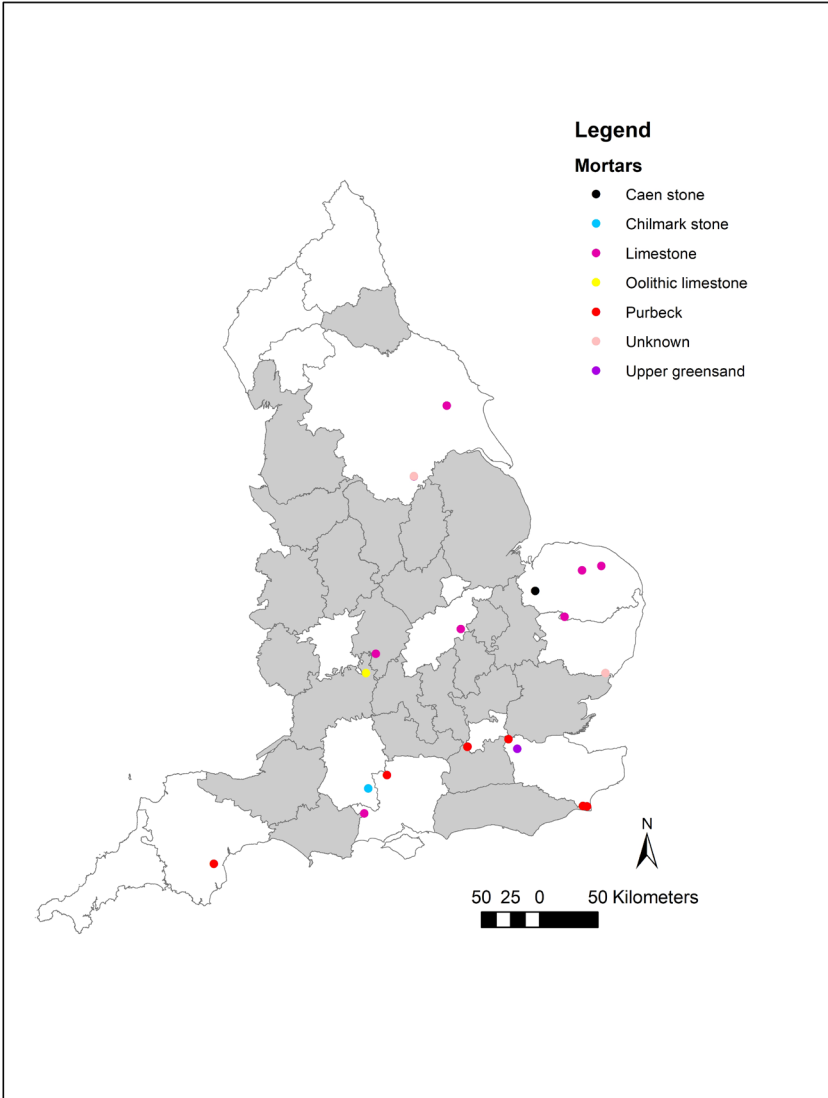 Legend
Mortars
Caen stone
Chilmark stone
Limestone
Oolithic limestone
Purbeck
Unknown
Upper greensand
N
50 25 0 50 Kilometers